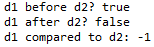 d1 before d2? true
d1 after d2? false
d1 compared to d2: -1